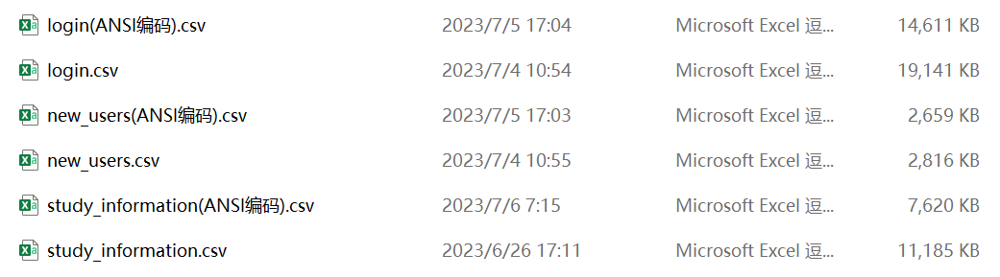 login(ANSI编码).csv 2023/7/5 17:04 Microsoft Excel 逗... 14,611 KB
login.csv 2023/7/4 10:54 Microsoft Excel 逗... 19,141 KB
new_users(ANSI编码).csv 2023/7/5 17:03 Microsoft Excel 逗... 2,659 KB
new_users.csv 2023/7/4 10:55 Microsoft Excel 逗... 2,816 KB
study_information(ANSI编码).csv 2023/7/6 7:15 Microsoft Excel 逗... 7,620 KB
study_information.csv 2023/6/26 17:11 Microsoft Excel 逗... 11,185 KB